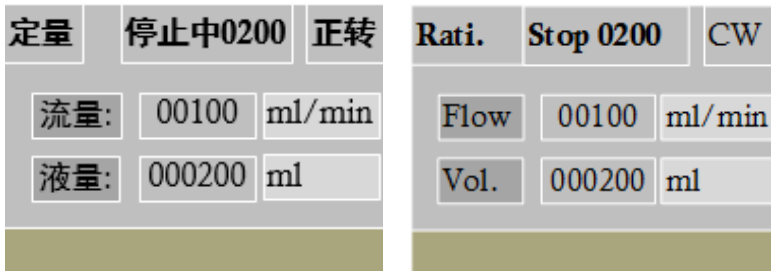 定量 停止中0200 正转
流量: 00100 ml/min
液量: 000200 ml
Rati. Stop 0200 CW
Flow 00100 ml/min
Vol. 000200 ml